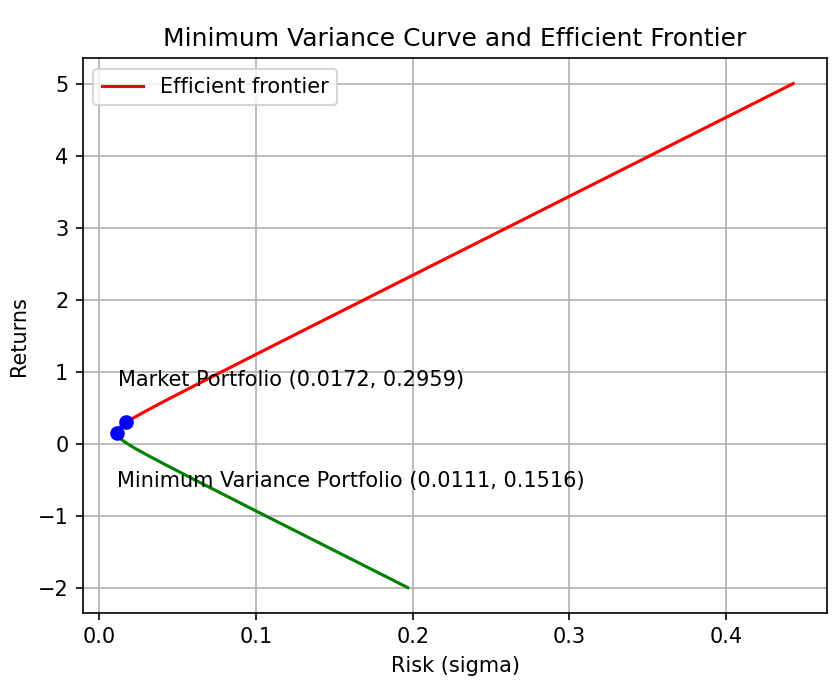 Minimum Variance Curve and Efficient Frontier
Efficient frontier
5
4
3
2
1
0
−1
−2
Returns
Market Portfolio (0.0172, 0.2959)
Minimum Variance Portfolio (0.0111, 0.1516)
0.0 0.1 0.2 0.3 0.4
Risk (sigma)